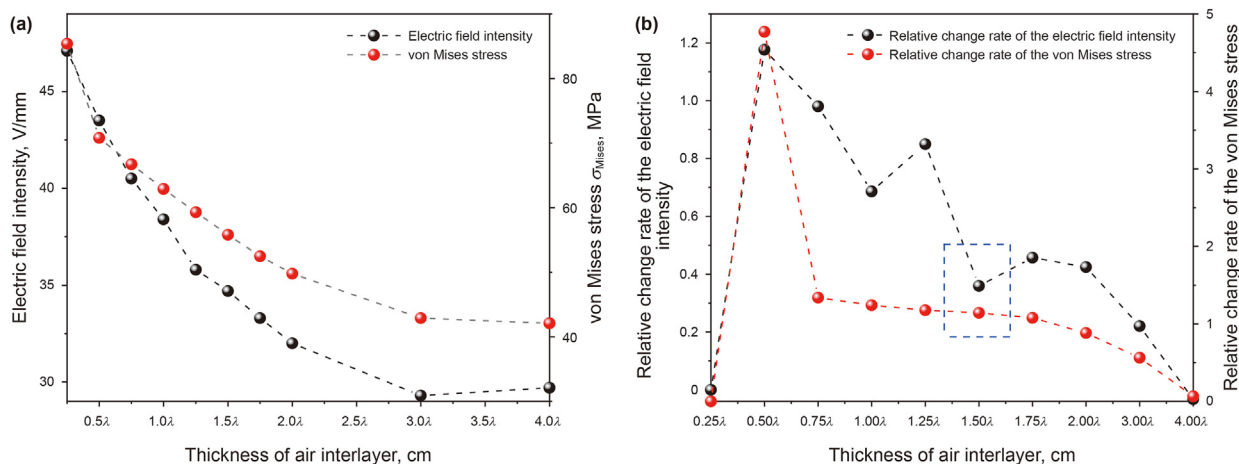 (a)
Electric field intensity
von Mises stress
Electric field intensity, V/mm
45
40
35
30
80
60
40
von Mises stress σMises, MPa
0.5λ 1.0λ 1.5λ 2.0λ 3.0λ 4.0λ
Thickness of air interlayer, cm
(b)
Relative change rate of the electric field intensity
Relative change rate of the von Mises stress
Relative change rate of the electric field
intensity
1.2
1.0
0.8
0.6
0.4
0.2
0
5
4
3
2
1
0
Relative change rate of the von Mises stress
0.25λ 0.50λ 0.75λ 1.00λ 1.25λ 1.50λ 1.75λ 2.00λ 3.00λ 4.00λ
Thickness of air interlayer, cm